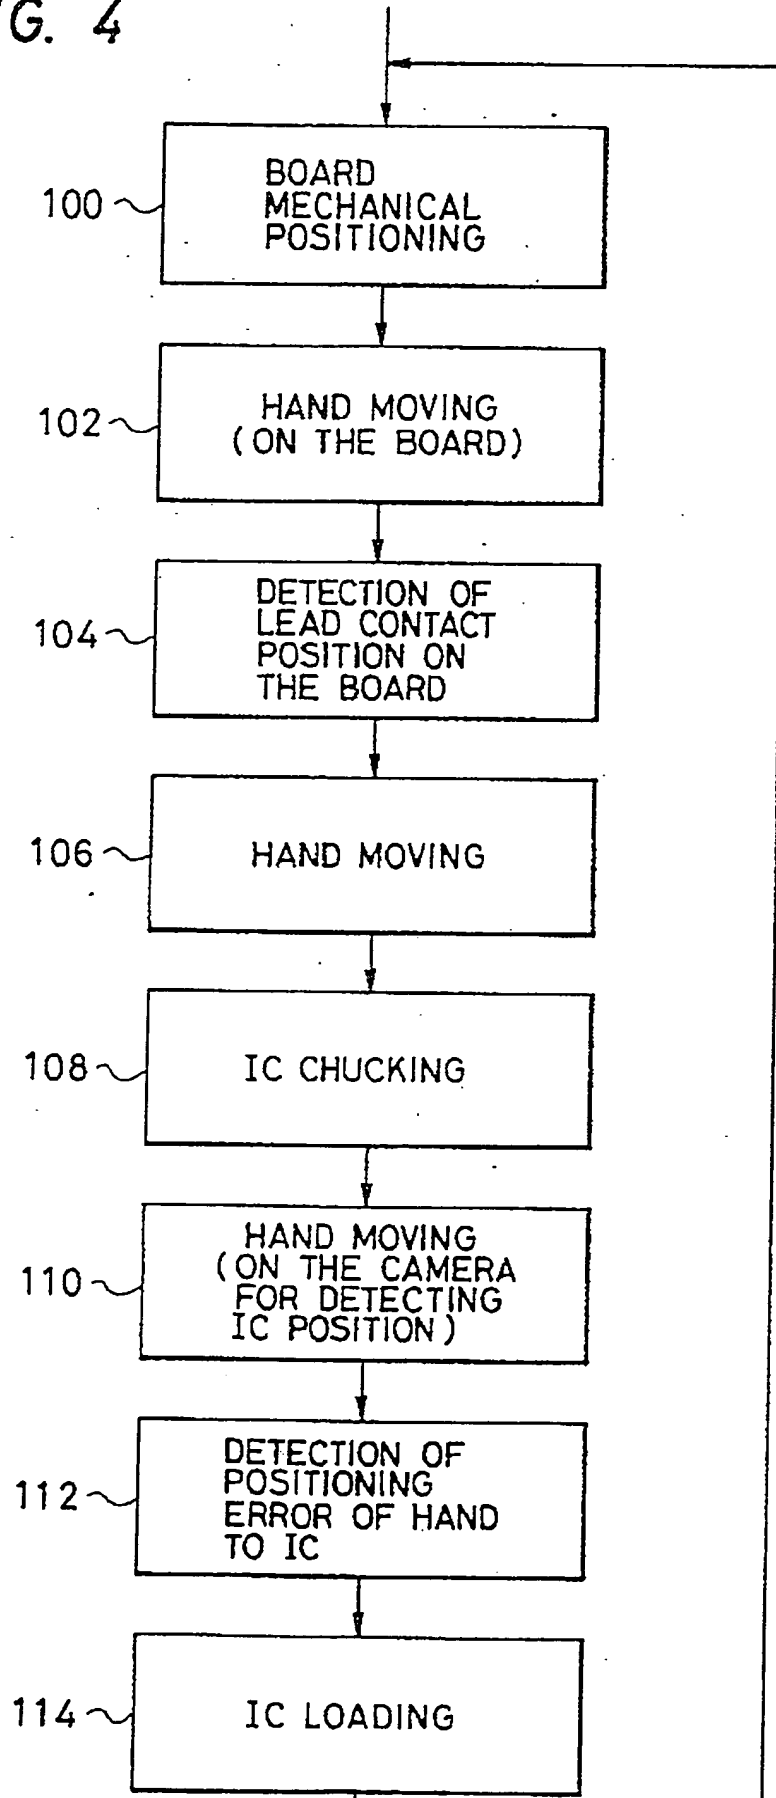 G. 4
100
BOARD
MECHANICAL
POSITIONING
102
HAND MOVING
(ON THE BOARD)
104
DETECTION OF
LEAD CONTACT
POSITION ON
THE BOARD
106
HAND MOVING
108
IC CHUCKING
110
HAND MOVING
(ON THE CAMERA
FOR DETECTING
IC POSITION)
112
DETECTION OF
POSITIONING
ERROR OF HAND
TO IC
114
IC LOADING